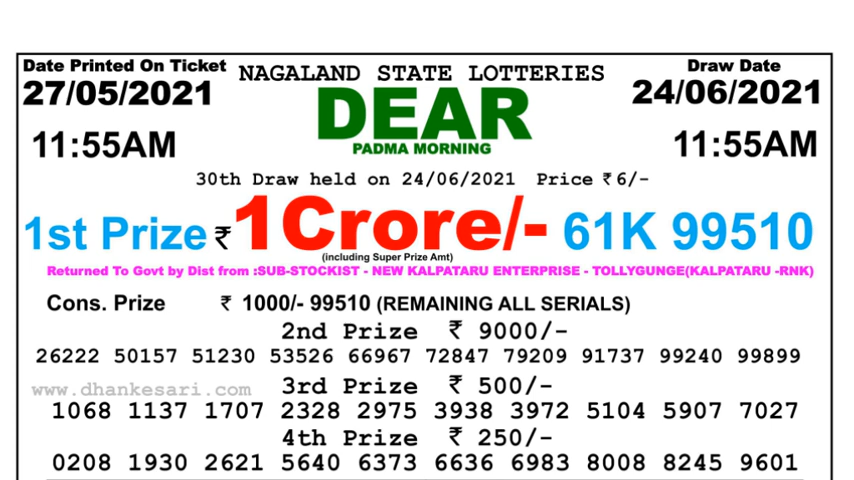 Date Printed On Ticket NAGALAND STATE LOTTERIES Draw Date
27/05/2021 DEAR 24/06/2021
11:55AM PADMA MORNING 11:55AM
30th Draw held on 24/06/2021 Price ₹6/-
1st Prize ₹1Crore/- 61K 99510
(including Super Prize Amt)
Returned To Govt by Dist from :SUB-STOCKIST - NEW KALPATARU ENTERPRISE - TOLLYGUNGE(KALPATARU -RNK)
Cons. Prize ₹ 1000/- 99510 (REMAINING ALL SERIALS)
2nd Prize ₹ 9000/-
26222 50157 51230 53526 66967 72847 79209 91737 99240 99899
www.dhankesari.com 3rd Prize ₹ 500/-
1068 1137 1707 2328 2975 3938 3972 5104 5907 7027
4th Prize ₹ 250/-
0208 1930 2621 5640 6373 6636 6983 8008 8245 9601